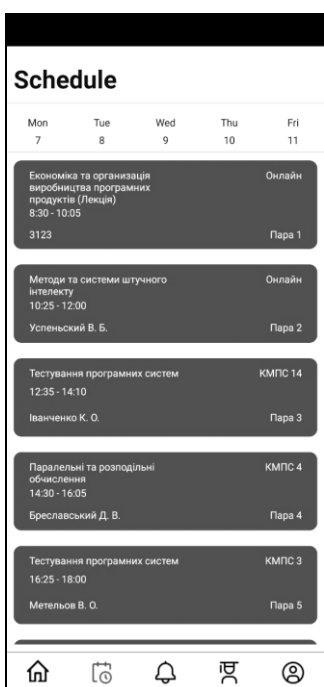 Schedule
Mon Tue Wed Thu Fri
7 8 9 10 11
Економіка та организація Онлайн
виробництва програмних
продуктів (Лекція)
8:30 - 10:05
3123 Пара 1
Методи та системи штучного Онлайн
інтелекту
10:25 - 12:00
Успеньский В. Б. Пара 2
Тестування програмних систем КМПС 14
12:35 - 14:10
Іванченко К. О. Пара 3
Паралельні та розподільні КМПС 4
обчислення
14:30 - 16:05
Бреславський Д. В. Пара 4
Тестування програмних систем КМПС 3
16:25 - 18:00
Метельов В. О. Пара 5